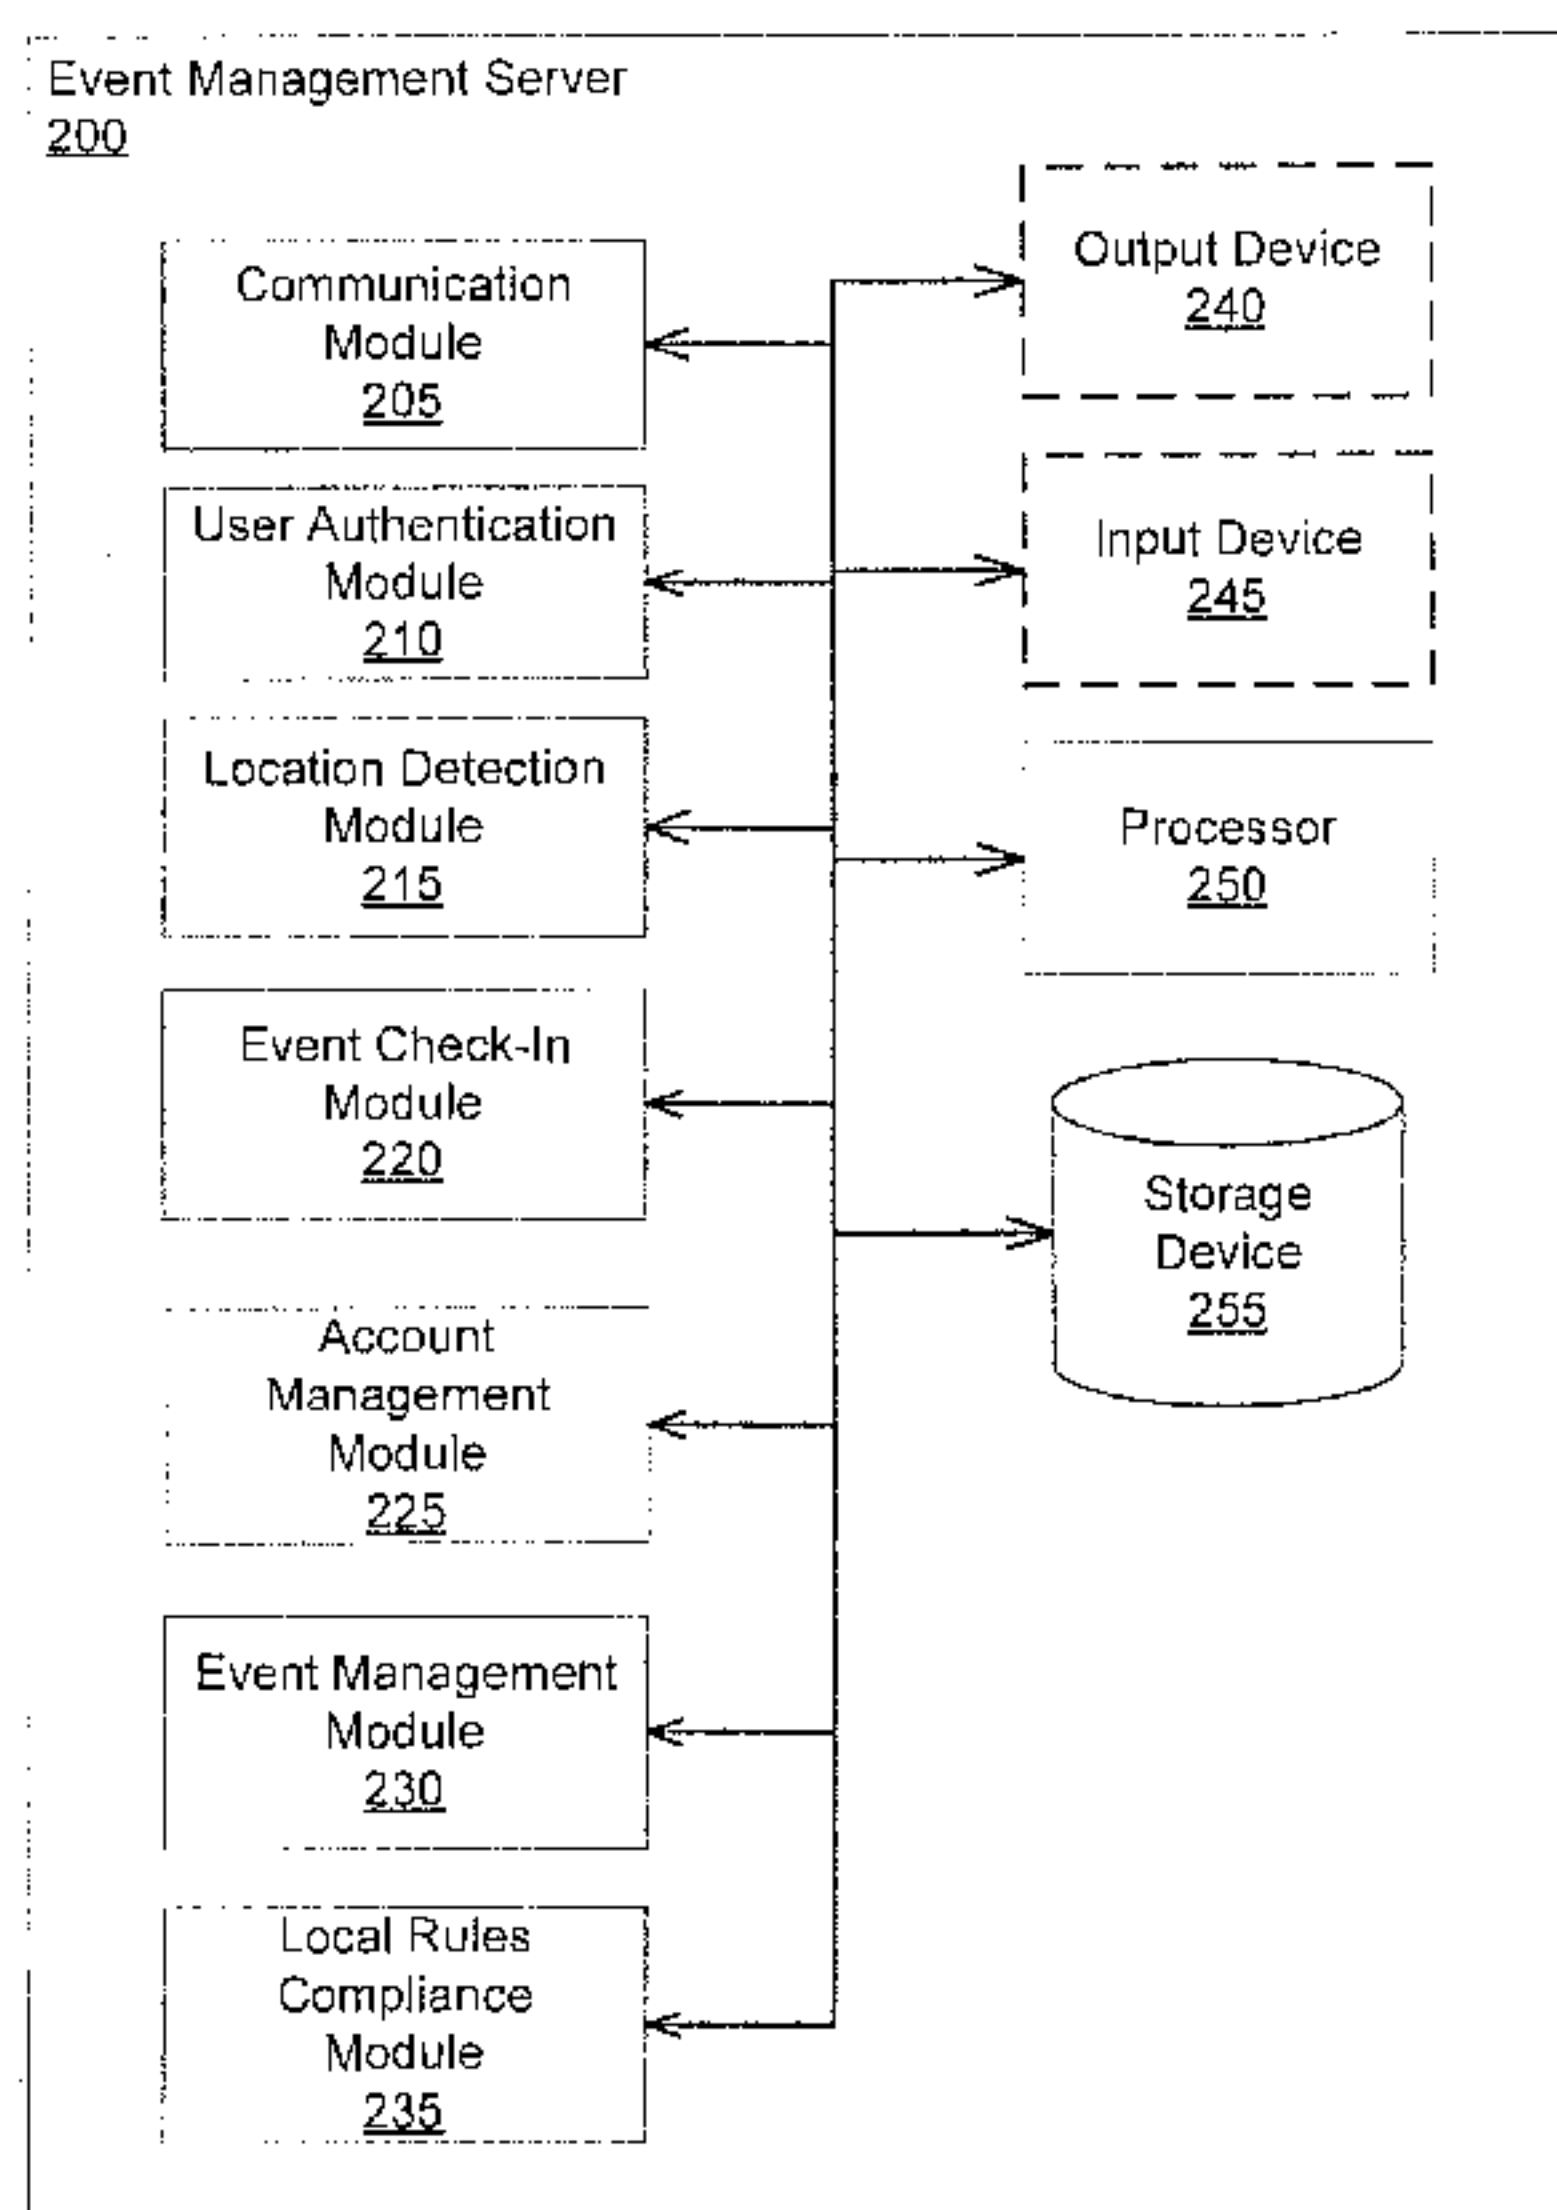 Event Management Server
200
Communication
Module
205
User Authentication
Module
210
Location Detection
Module
215
Event Check-In
Module
220
Account
Management
Module
225
Event Management
Module
230
Local Rules
Compliance
Module
235
Output Device
240
Input Device
245
Processor
250
Storage
Device
255